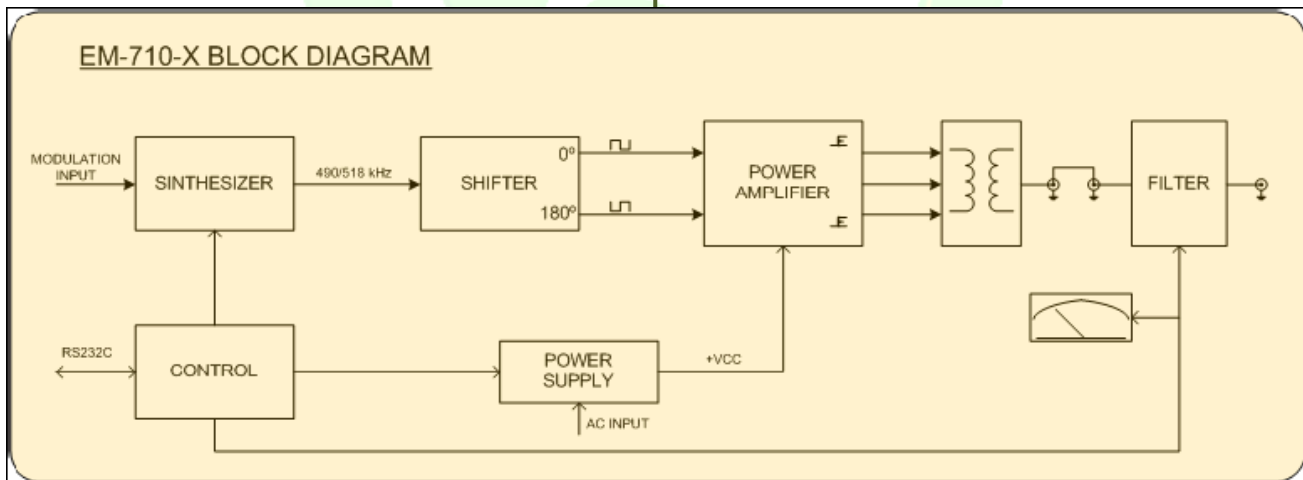 EM-710-X BLOCK DIAGRAM
MODULATION
INPUT
SINTHESIZER
490/518 kHz
SHIFTER
0º
180º
POWER
AMPLIFIER
FILTER
RS232C
CONTROL
POWER
SUPPLY
+VCC
AC INPUT